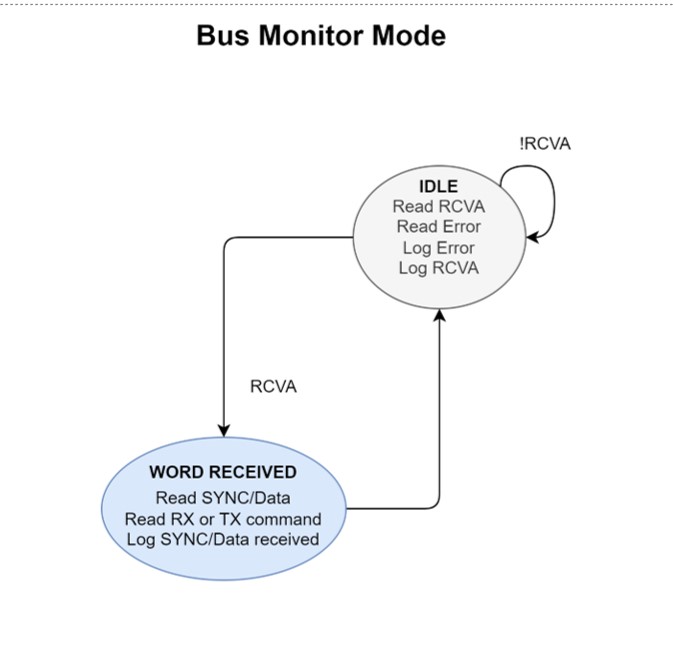 Bus Monitor Mode
!RCVA
IDLE
Read RCVA
Read Error
Log Error
Log RCVA
RCVA
WORD RECEIVED
Read SYNC/Data
Read RX or TX command
Log SYNC/Data received